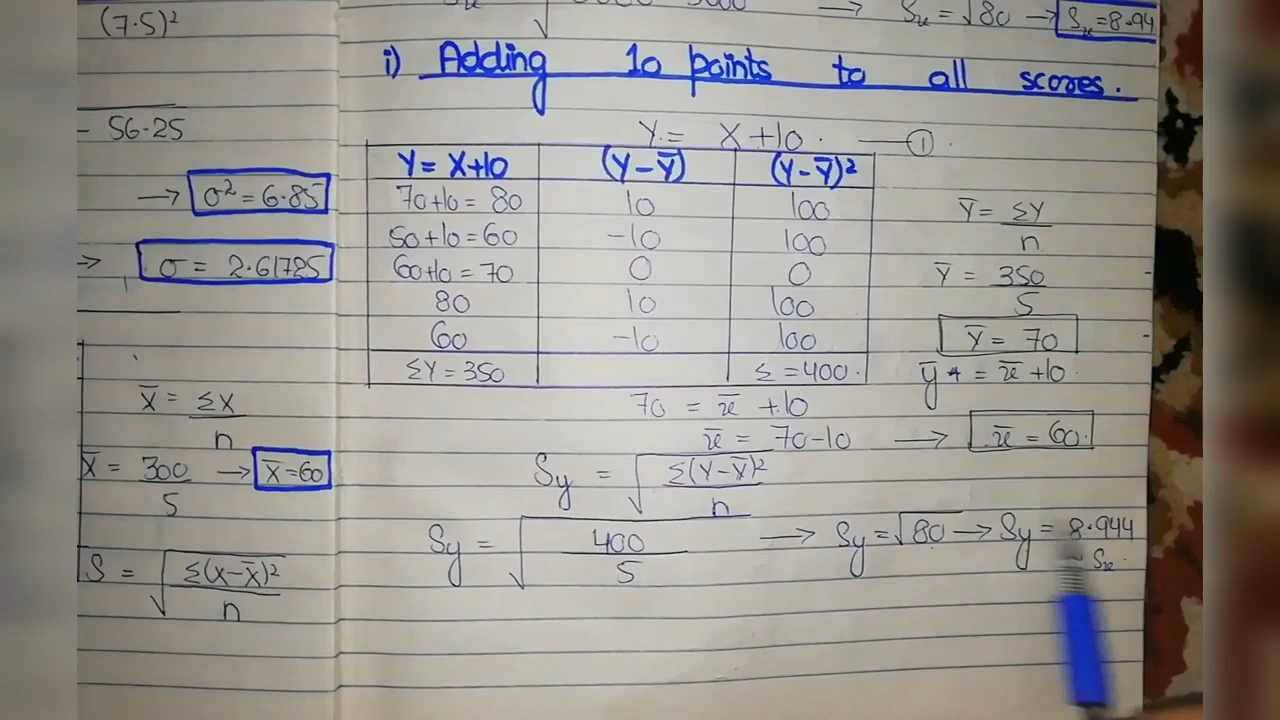 (7.5)²
- 56.25
→ σ² = 6.85
⇒ σ = 2.61725
X̄ = ΣX / n
X̄ = 300 / 5 → X̄ = 60
S = √(Σ(X-X̄)² / n)
→ Sx = √80 → Sx = 8.94
i) Adding 10 points to all scores.
Y = X + 10. — ①
Y = X+10 (Y-Ȳ) (Y-Ȳ)²
70+10 = 80 10 100
50+10 = 60 -10 100
60+10 = 70 0 0
80 10 100
60 -10 100
ΣY = 350 Σ = 400.
Ȳ = ΣY / n
Ȳ = 350 / 5
Ȳ = 70
ȳ = x̄ + 10.
70 = x̄ + 10
x̄ = 70-10 → x̄ = 60.
Sy = √(Σ(Y-Ȳ)² / n)
Sy = √(400 / 5) → Sy = √80 → Sy = 8.944
Sx.